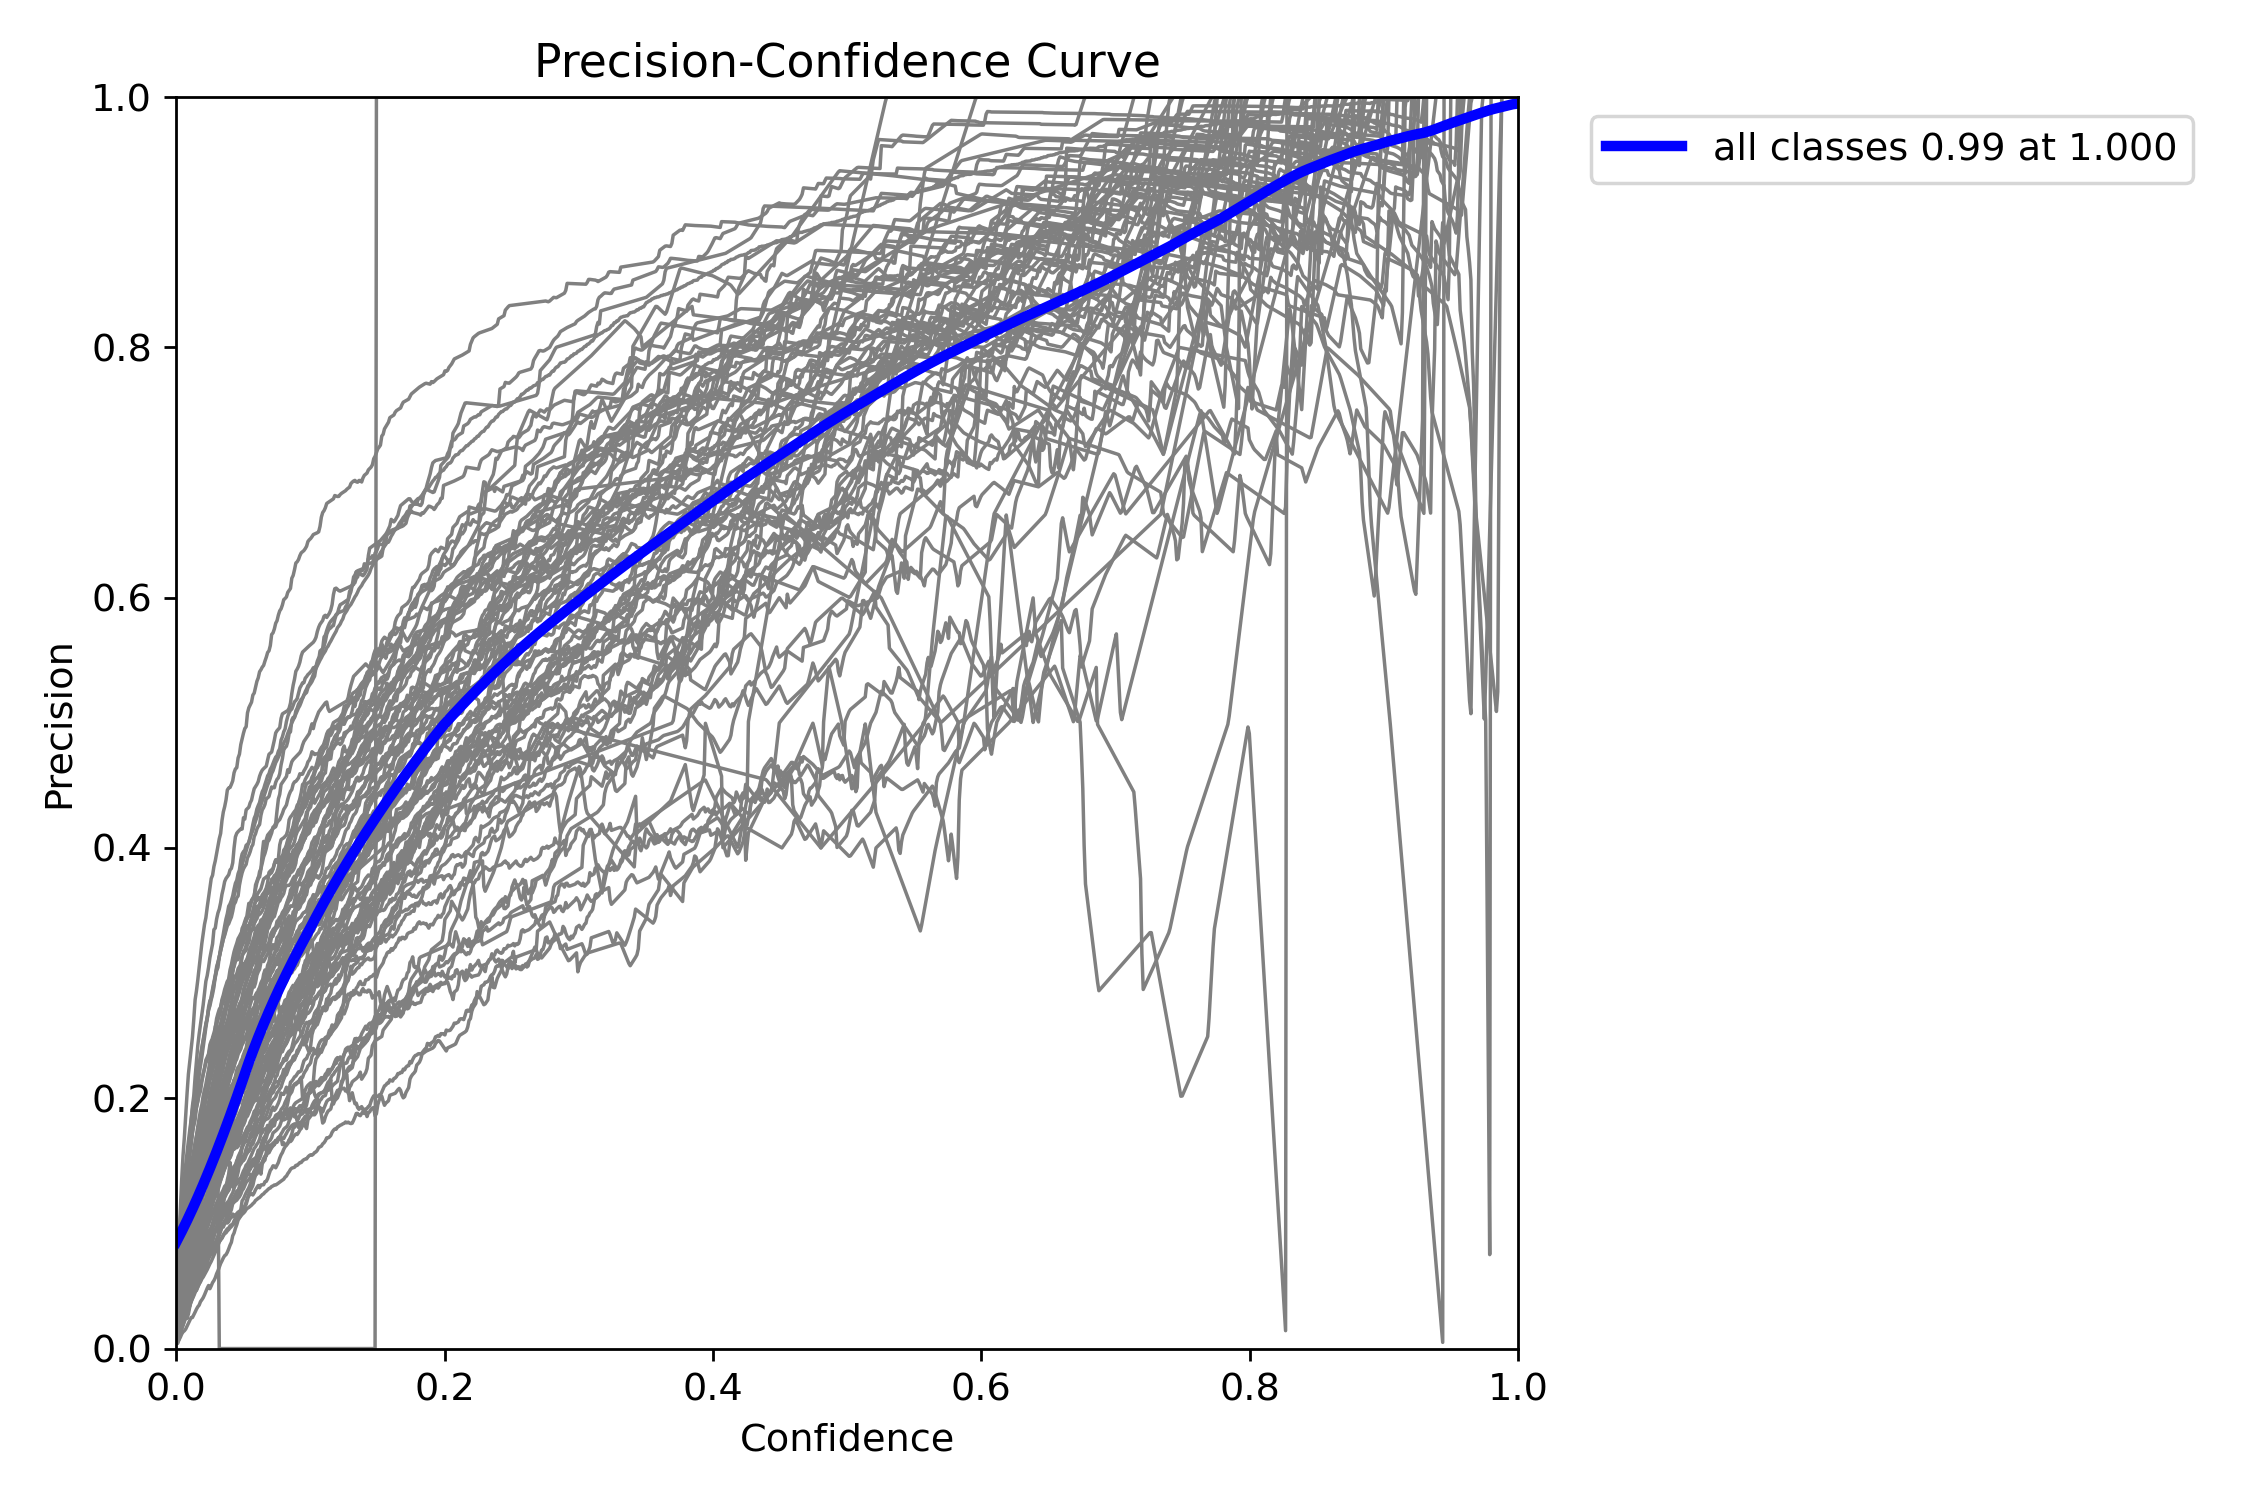 Precision-Confidence Curve
all classes 0.99 at 1.000
1.0
0.8
0.6
0.4
0.2
0.0
Precision
0.0 0.2 0.4 0.6 0.8 1.0
Confidence